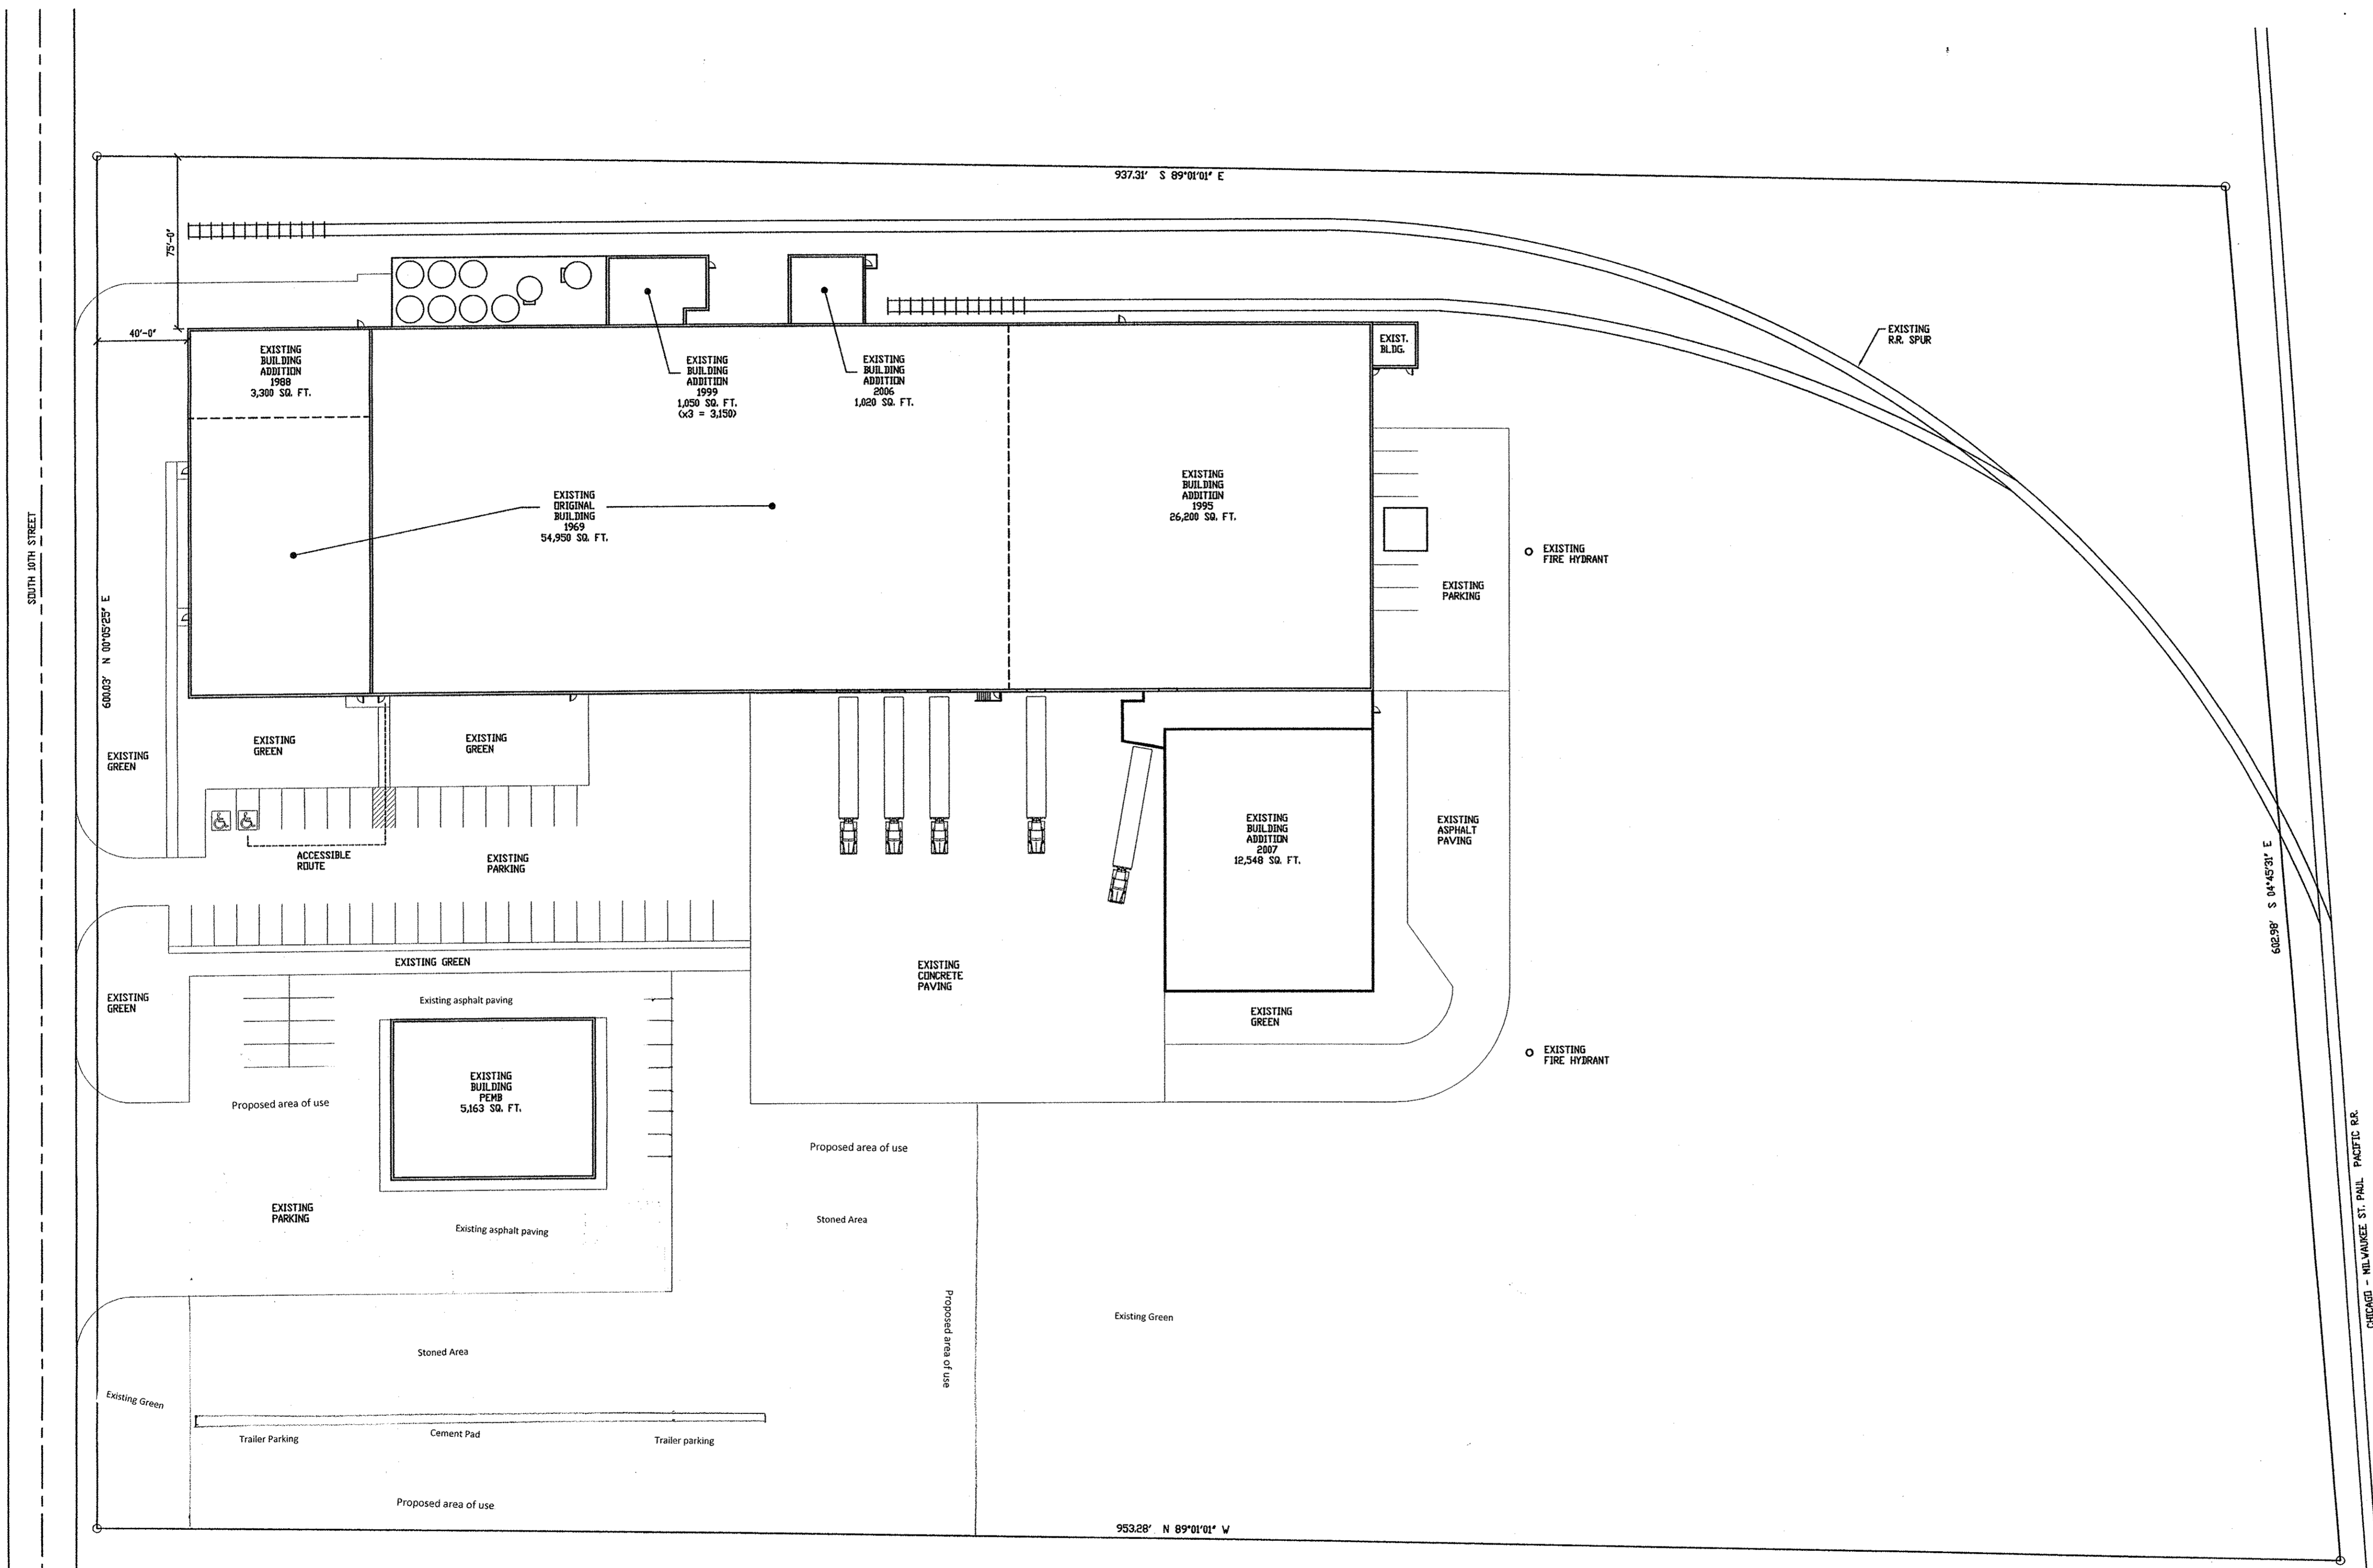 937.31' S 89°01'01" E
75'-0"
40'-0"
SOUTH 10TH STREET
600.03' N 00°05'25" E
EXISTING
BUILDING
ADDITION
1988
3,300 SQ. FT.
EXISTING
BUILDING
ADDITION
1999
1,050 SQ. FT.
(x3 = 3,150)
EXISTING
BUILDING
ADDITION
2006
1,020 SQ. FT.
EXIST.
BLDG.
EXISTING
R.R. SPUR
EXISTING
ORIGINAL
BUILDING
1969
54,950 SQ. FT.
EXISTING
BUILDING
ADDITION
1995
26,200 SQ. FT.
EXISTING
FIRE HYDRANT
EXISTING
PARKING
EXISTING
GREEN
EXISTING
GREEN
EXISTING
GREEN
ACCESSIBLE
ROUTE
EXISTING
PARKING
EXISTING
BUILDING
ADDITION
2007
12,548 SQ. FT.
EXISTING
ASPHALT
PAVING
602.98' S 04°45'31" E
EXISTING GREEN
EXISTING
CONCRETE
PAVING
EXISTING
GREEN
Existing asphalt paving
EXISTING
GREEN
EXISTING
FIRE HYDRANT
EXISTING
BUILDING
PEMB
5,163 SQ. FT.
Proposed area of use
Proposed area of use
EXISTING
PARKING
Existing asphalt paving
Stoned Area
CHICAGO - MILWAUKEE ST. PAUL PACIFIC R.R.
Proposed area of use
Existing Green
Stoned Area
Existing Green
Trailer Parking
Cement Pad
Trailer parking
Proposed area of use
953.28' N 89°01'01" W